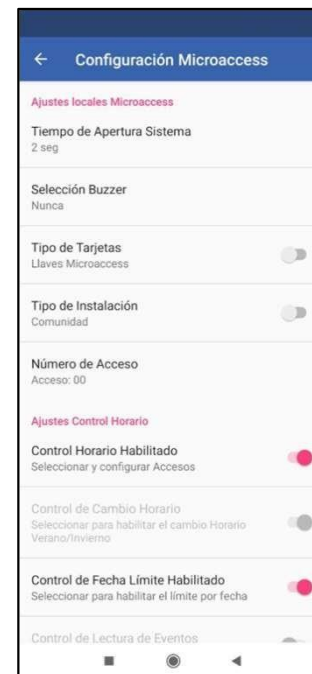 Configuración Microaccess
Ajustes locales Microaccess
Tiempo de Apertura Sistema
2 seg
Selección Buzzer
Nunca
Tipo de Tarjetas
Llaves Microaccess
Tipo de Instalación
Comunidad
Número de Acceso
Acceso: 00
Ajustes Control Horario
Control Horario Habilitado
Seleccionar y configurar Accesos
Control de Cambio Horario
Seleccionar para habilitar el cambio Horario
Verano/Invierno
Control de Fecha Límite Habilitado
Seleccionar para habilitar el límite por fecha
Control de Lectura de Eventos